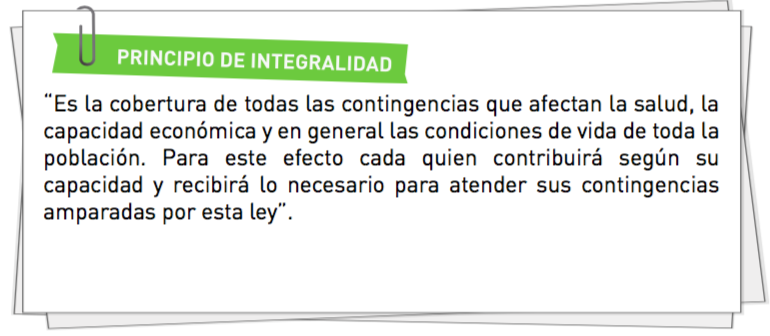 PRINCIPIO DE INTEGRALIDAD
“Es la cobertura de todas las contingencias que afectan la salud, la
capacidad económica y en general las condiciones de vida de toda la
población. Para este efecto cada quien contribuirá según su
capacidad y recibirá lo necesario para atender sus contingencias
amparadas por esta ley”.